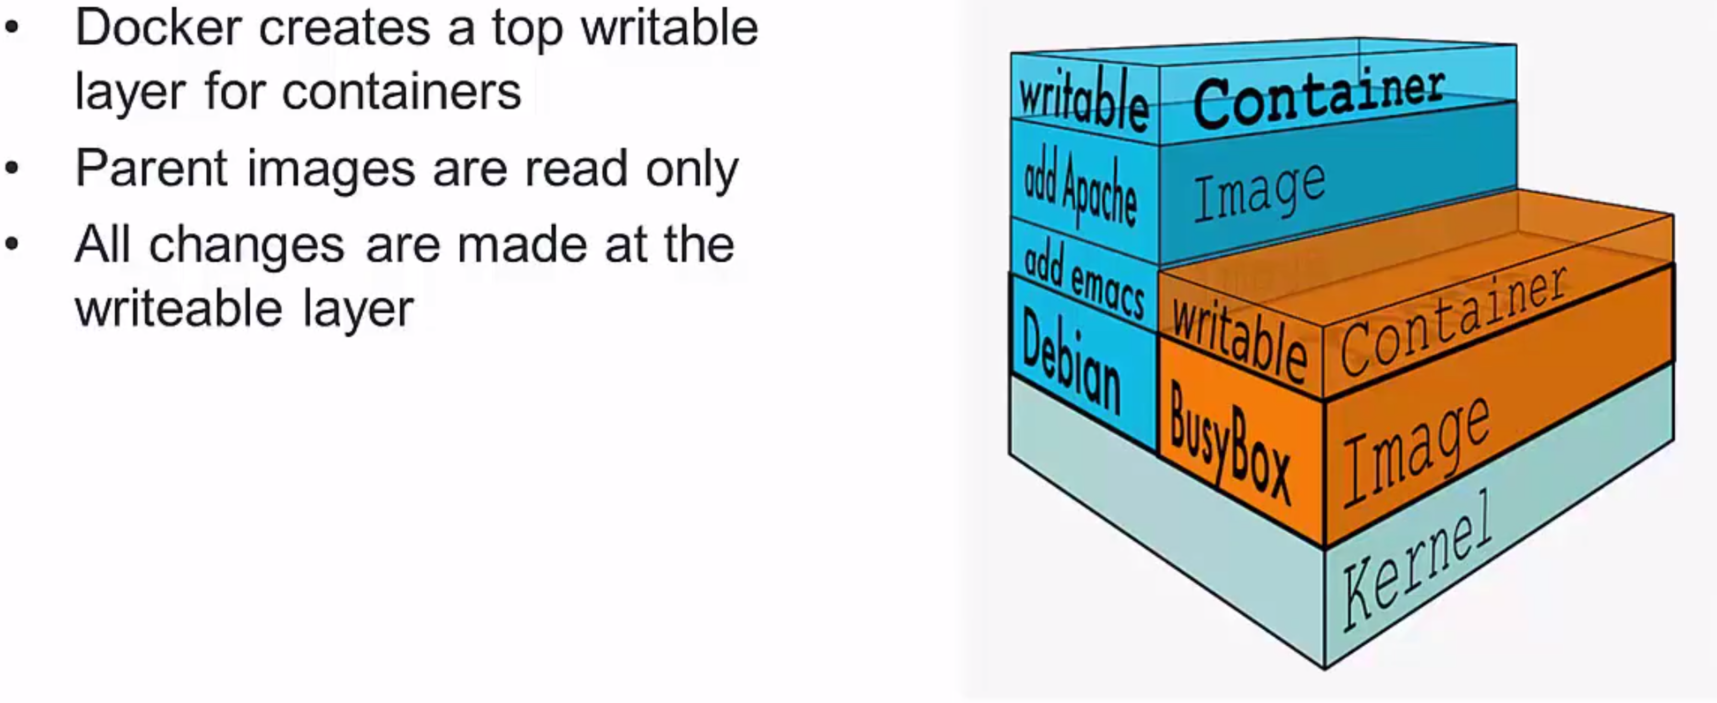 • Docker creates a top writable
layer for containers
• Parent images are read only
• All changes are made at the
writeable layer
writable Container
add Apache Image
add emacs
Debian
writable Container
BusyBox Image
Kernel